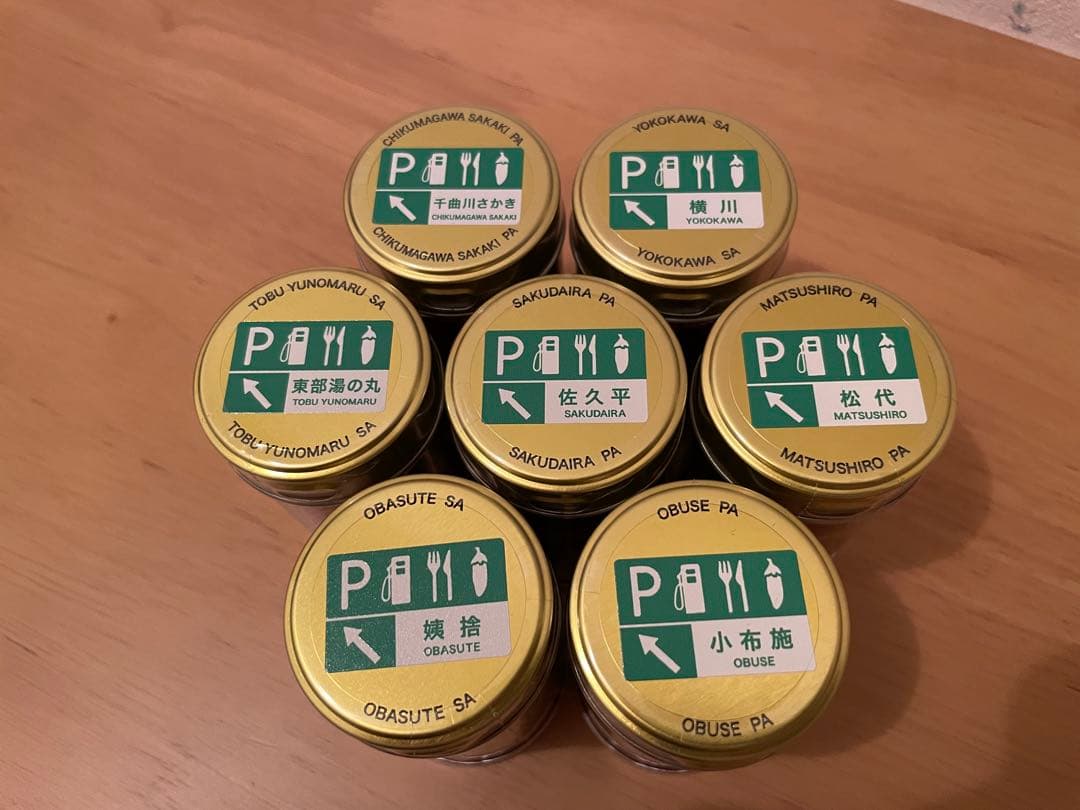 CHIKUMAGAWA SAKAKI PA
P
千曲川さかき
CHIKUMAGAWA SAKAKI
CHIKUMAGAWA SAKAKI PA
YOKOKAWA SA
P
横川
YOKOKAWA
YOKOKAWA SA
TOBU YUNOMARU SA
P
東部湯の丸
TOBU YUNOMARU
TOBU YUNOMARU SA
SAKUDAIRA PA
P
佐久平
SAKUDAIRA
SAKUDAIRA PA
MATSUSHIRO PA
P
松代
MATSUSHIRO
MATSUSHIRO PA
OBASUTE SA
P
姨捨
OBASUTE
OBASUTE SA
OBUSE PA
P
小布施
OBUSE
OBUSE PA